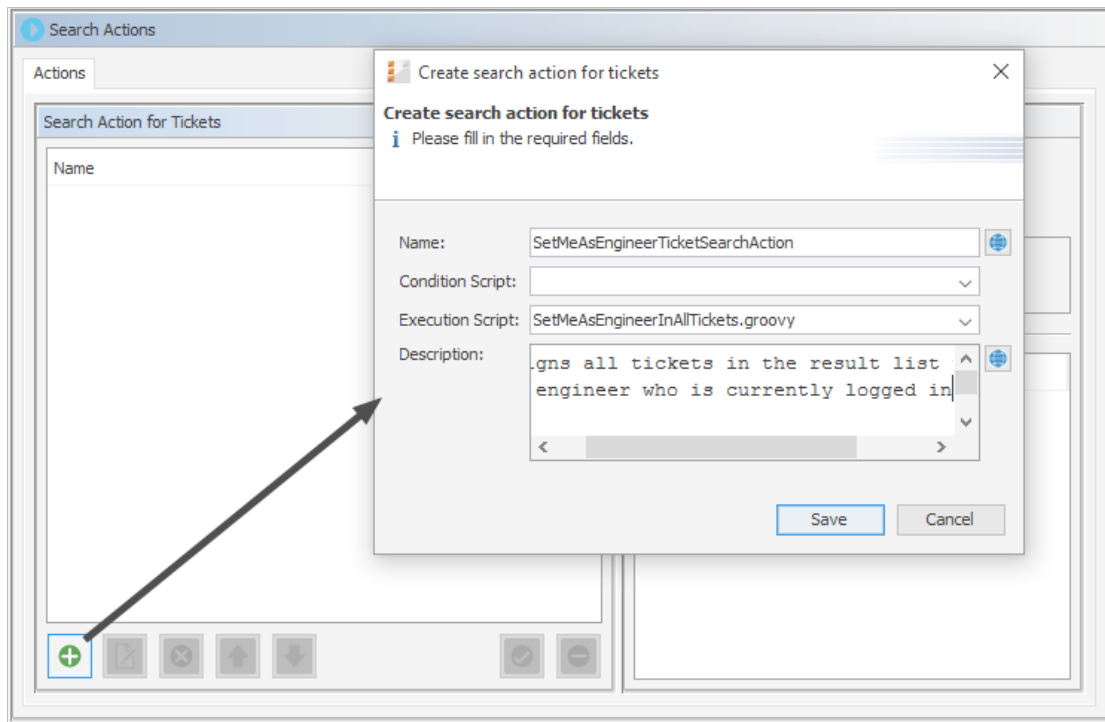 Search Actions
Actions
Search Action for Tickets
Name
Create search action for tickets
Create search action for tickets
Please fill in the required fields.
Name: SetMeAsEngineerTicketSearchAction
Condition Script:
Execution Script: SetMeAsEngineerInAllTickets.groovy
Description: gns all tickets in the result list
engineer who is currently logged in
Save Cancel